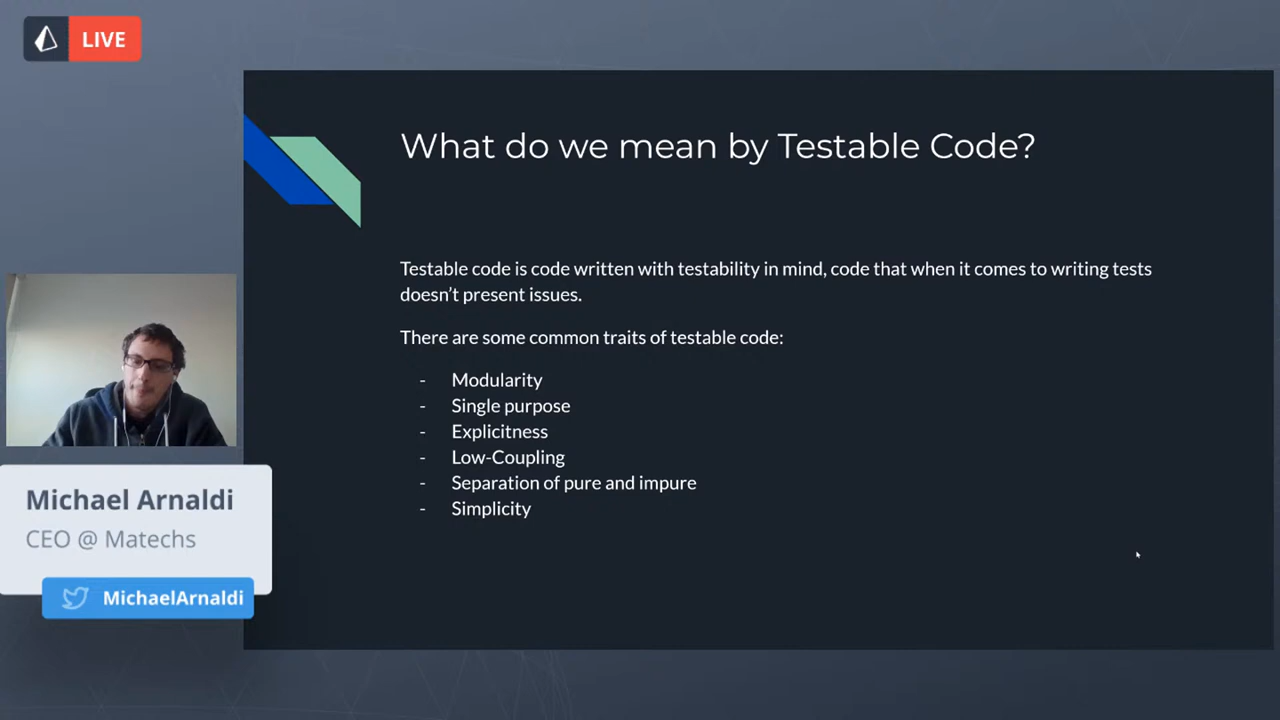 LIVE
What do we mean by Testable Code?
Testable code is code written with testability in mind, code that when it comes to writing tests
doesn’t present issues.
There are some common traits of testable code:
- Modularity
- Single purpose
- Explicitness
- Low-Coupling
- Separation of pure and impure
- Simplicity
Michael Arnaldi
CEO @ Matechs
MichaelArnaldi